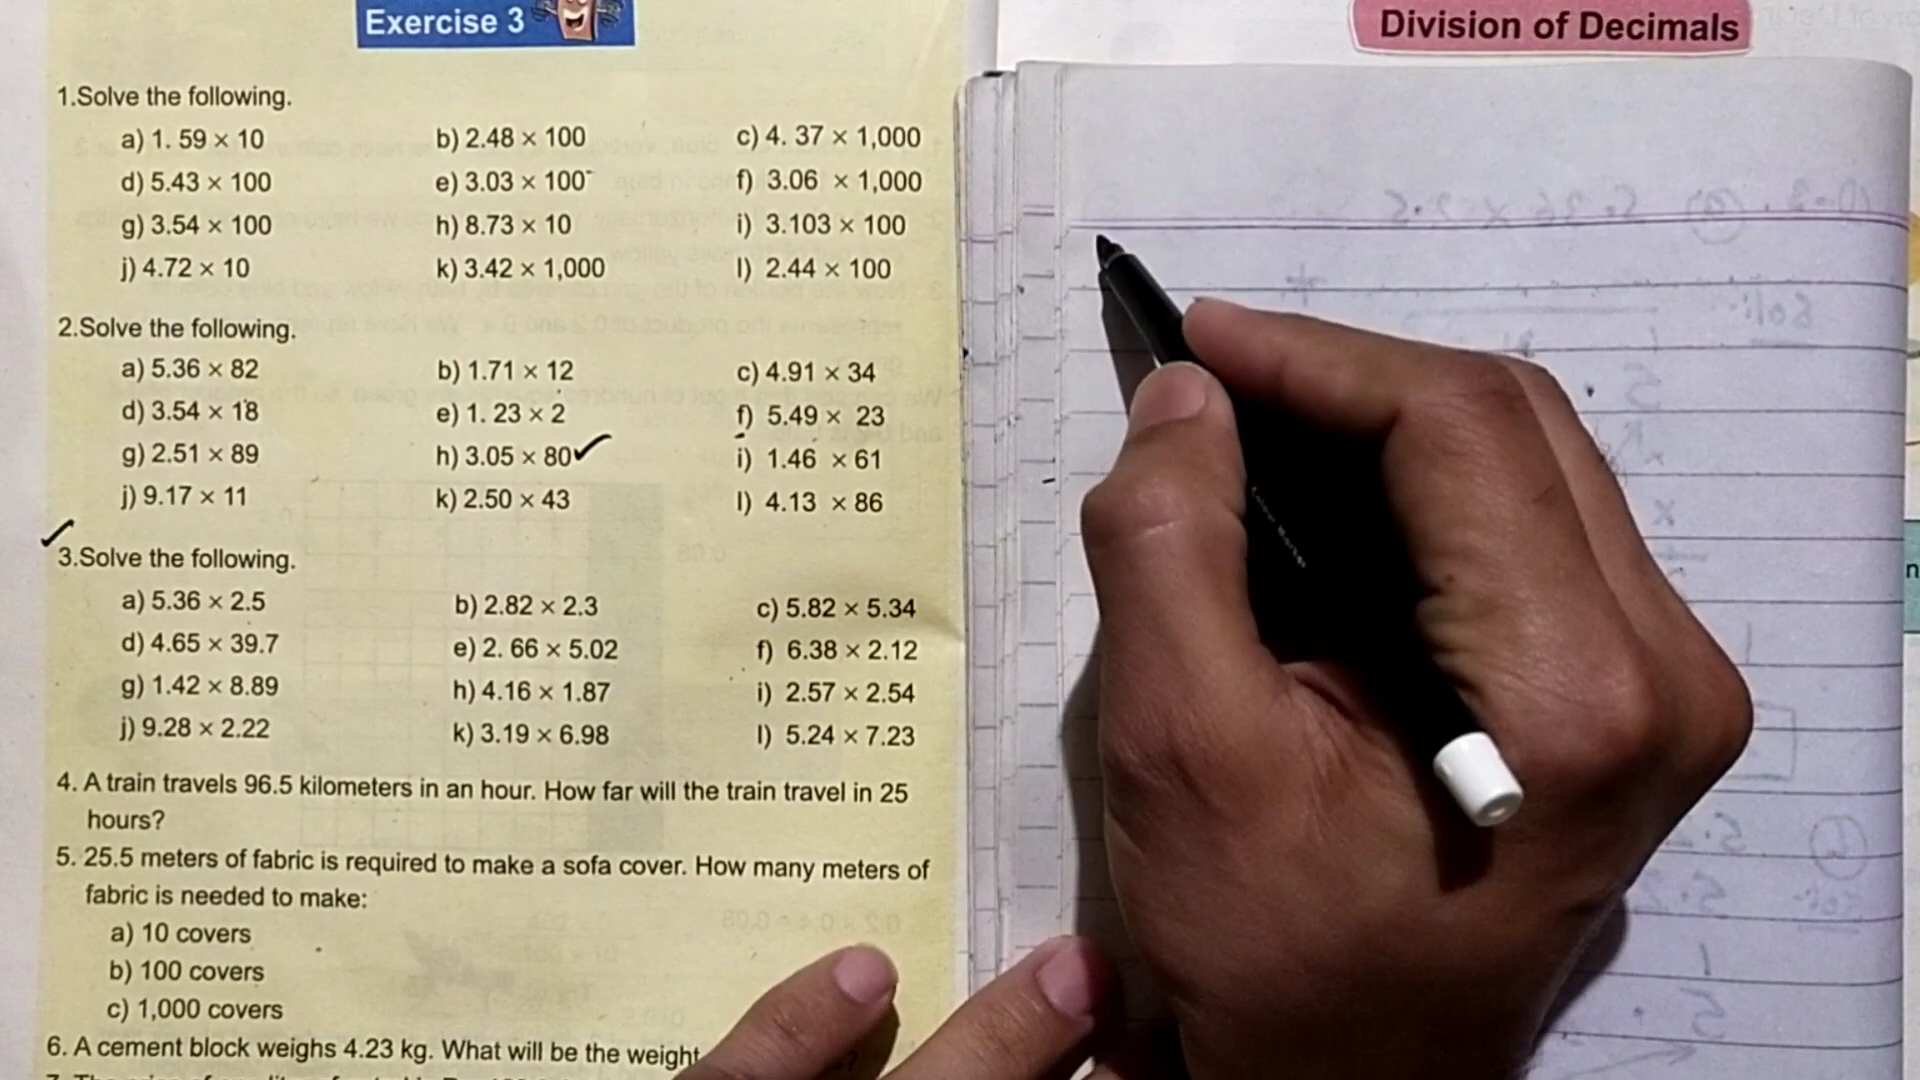 Exercise 3
Division of Decimals
1.Solve the following.
a) 1. 59 × 10 b) 2.48 × 100 c) 4. 37 × 1,000
d) 5.43 × 100 e) 3.03 × 100 f) 3.06 × 1,000
g) 3.54 × 100 h) 8.73 × 10 i) 3.103 × 100
j) 4.72 × 10 k) 3.42 × 1,000 l) 2.44 × 100
2.Solve the following.
a) 5.36 × 82 b) 1.71 × 12 c) 4.91 × 34
d) 3.54 × 18 e) 1. 23 × 2 f) 5.49 × 23
g) 2.51 × 89 h) 3.05 × 80 i) 1.46 × 61
j) 9.17 × 11 k) 2.50 × 43 l) 4.13 × 86
3.Solve the following.
a) 5.36 × 2.5 b) 2.82 × 2.3 c) 5.82 × 5.34
d) 4.65 × 39.7 e) 2. 66 × 5.02 f) 6.38 × 2.12
g) 1.42 × 8.89 h) 4.16 × 1.87 i) 2.57 × 2.54
j) 9.28 × 2.22 k) 3.19 × 6.98 l) 5.24 × 7.23
4. A train travels 96.5 kilometers in an hour. How far will the train travel in 25
hours?
5. 25.5 meters of fabric is required to make a sofa cover. How many meters of
fabric is needed to make:
a) 10 covers
b) 100 covers
c) 1,000 covers
6. A cement block weighs 4.23 kg. What will be the weight